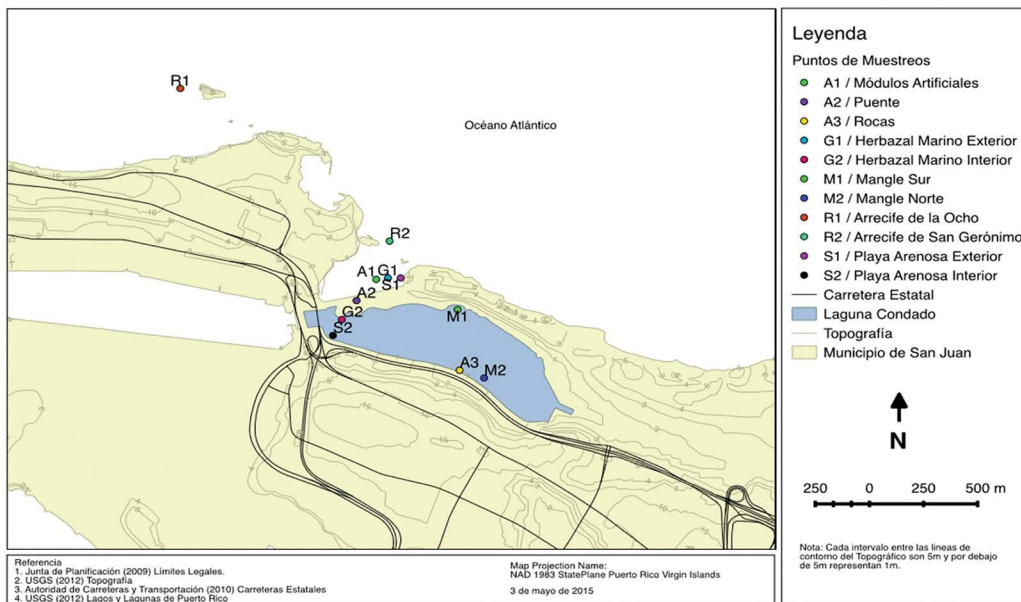 R1
Océano Atlántico
R2
A1
G1
S1
A2
G2
S2
M1
A3
M2
Leyenda
Puntos de Muestreos
A1 / Módulos Artificiales
A2 / Puente
A3 / Rocas
G1 / Herbazal Marino Exterior
G2 / Herbazal Marino Interior
M1 / Mangle Sur
M2 / Mangle Norte
R1 / Arrecife de la Ocho
R2 / Arrecife de San Gerónimo
S1 / Playa Arenosa Exterior
S2 / Playa Arenosa Interior
Carretera Estatal
Laguna Condado
Topografía
Municipio de San Juan
N
250 0 250 500 m
Nota: Cada intervalo entre las lineas de
contorno del Topográfico son 5m y por debajo
de 5m representan 1m.
Referencia
1. Junta de Planificación (2009) Límites Legales.
2. USGS (2012) Topografía
3. Autoridad de Carreteras y Transportación (2010) Carreteras Estatales
4. USGS (2012) Lagos y Lagunas de Puerto Rico
Map Projection Name:
NAD 1983 StatePlane Puerto Rico Virgin Islands
3 de mayo de 2015